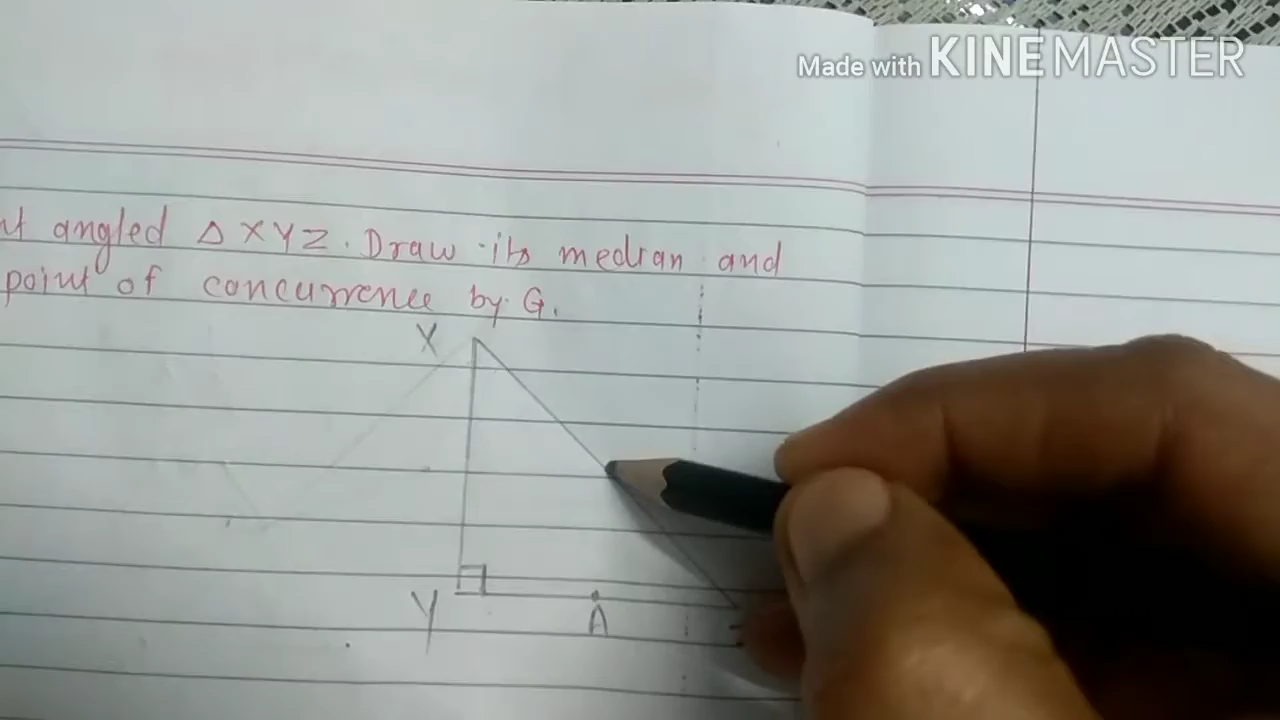 Made with KINEMASTER
angled Δ XYZ. Draw its median and
point of concurrence by G.
X
Y
A